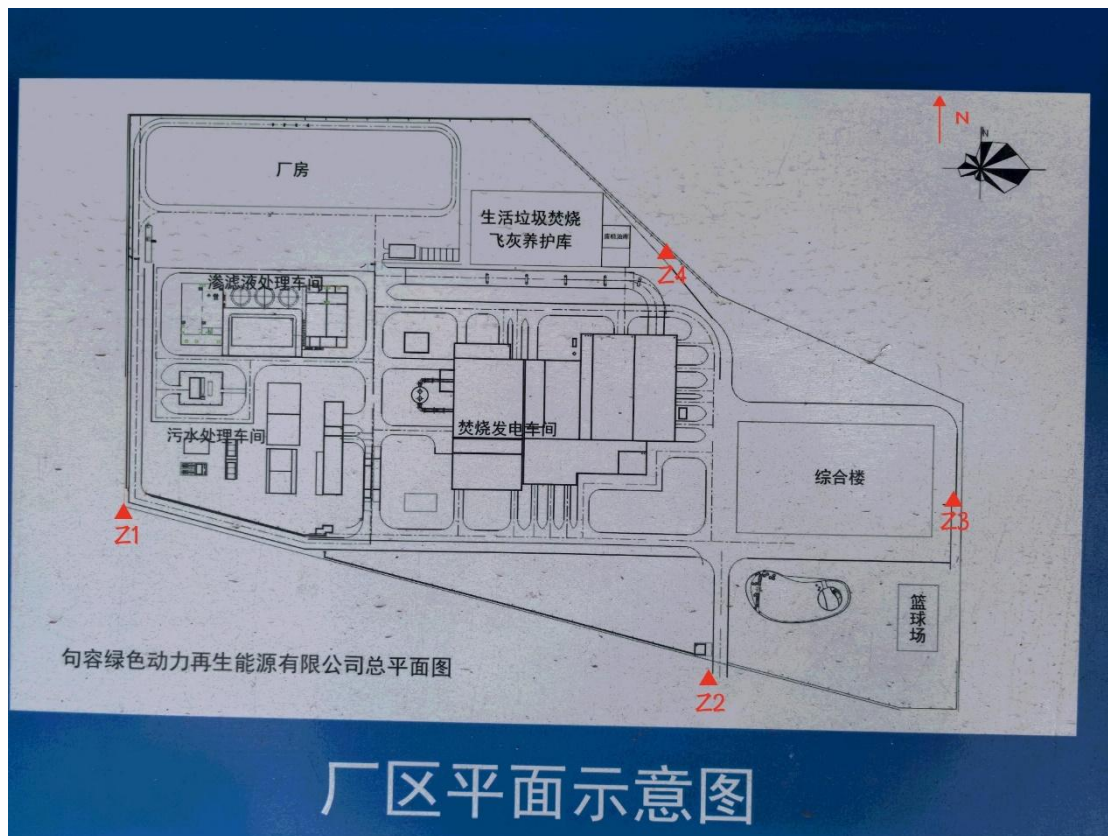 N
N
厂房
生活垃圾焚烧
飞灰养护库
Z4
渗滤液处理车间
污水处理车间
焚烧发电车间
综合楼
Z1
Z3
篮球场
句容绿色动力再生能源有限公司总平面图
Z2
厂区平面示意图